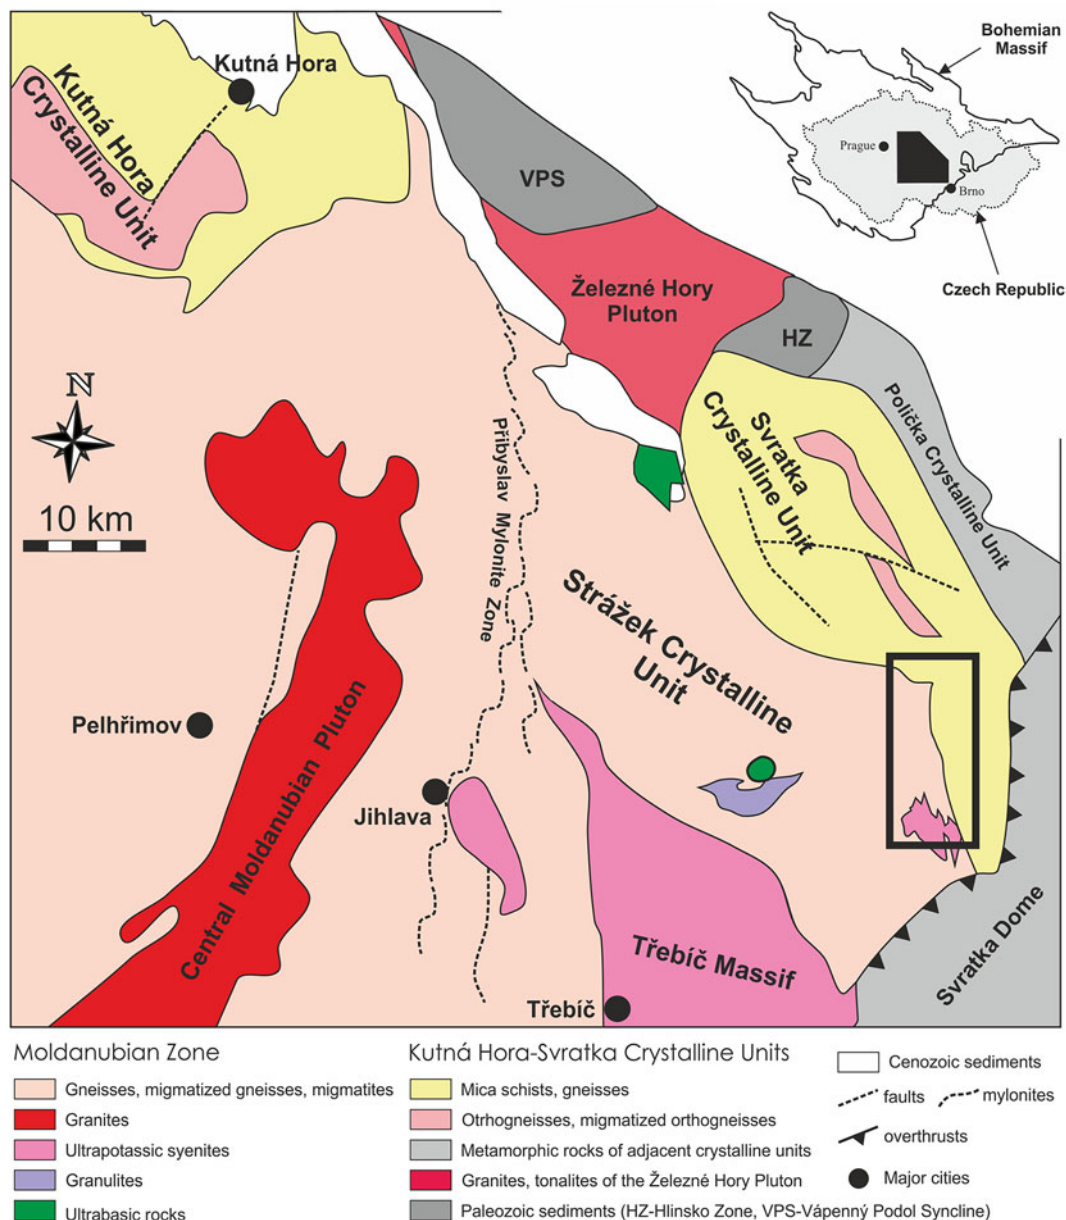 Kutná Hora
Kutná Hora
Crystalline Unit
VPS
Železné Hory
Pluton
HZ
Bohemian
Massif
Prague
Brno
Czech Republic
N
10 km
Polička Crystalline Unit
Svratka
Crystalline Unit
Přibyslav Mylonite Zone
Strážek Crystalline
Unit
Pelhřimov
Central Moldanubian Pluton
Jihlava
Třebíč Massif
Třebíč
Svratka Dome
Moldanubian Zone
Gneisses, migmatized gneisses, migmatites
Granites
Ultrapotassic syenites
Granulites
Ultrabasic rocks
Kutná Hora-Svratka Crystalline Units
Mica schists, gneisses
Otrhogneisses, migmatized orthogneisses
Metamorphic rocks of adjacent crystalline units
Granites, tonalites of the Železné Hory Pluton
Paleozoic sediments (HZ-Hlinsko Zone, VPS-Vápenný Podol Syncline)
Cenozoic sediments
faults
mylonites
overthrusts
Major cities